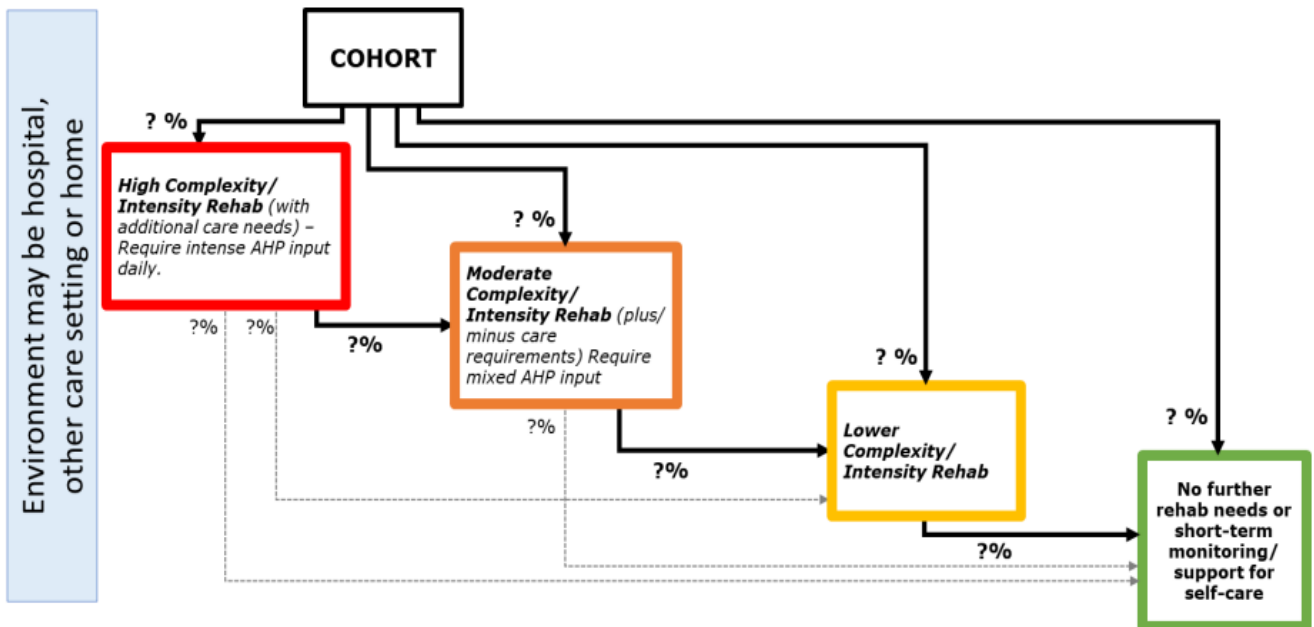 Environment may be hospital,
other care setting or home
COHORT
? %
High Complexity/
Intensity Rehab (with
additional care needs) –
Require intense AHP input
daily.
? %
Moderate
Complexity/
Intensity Rehab (plus/
minus care
requirements) Require
mixed AHP input
?%
?%
?%
? %
Lower
Complexity/
Intensity Rehab
?%
?%
? %
No further
rehab needs or
short-term
monitoring/
support for
self-care
?%